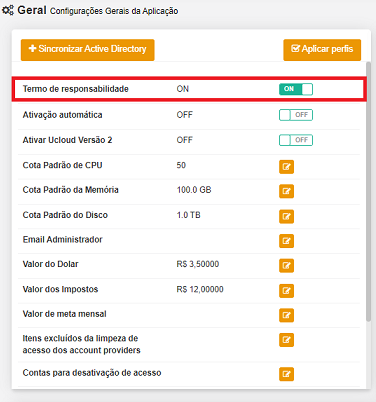 Geral Configurações Gerais da Aplicação
Sincronizar Active Directory Aplicar perfis
Termo de responsabilidade ON ON
Ativação automática OFF OFF
Ativar Ucloud Versão 2 OFF OFF
Cota Padrão de CPU 50
Cota Padrão da Memória 100.0 GB
Cota Padrão do Disco 1.0 TB
Email Administrador
Valor do Dolar R$ 3,50000
Valor dos Impostos R$ 12,00000
Valor de meta mensal
Itens excluídos da limpeza de
acesso dos account providers
Contas para desativação de acesso